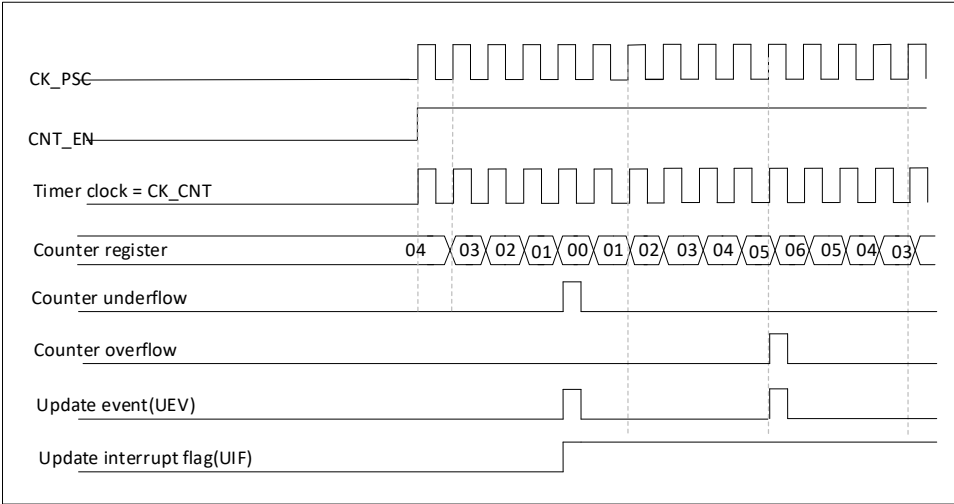 CK_PSC
CNT_EN
Timer clock = CK_CNT
Counter register 04 03 02 01 00 01 02 03 04 05 06 05 04 03
Counter underflow
Counter overflow
Update event(UEV)
Update interrupt flag(UIF)